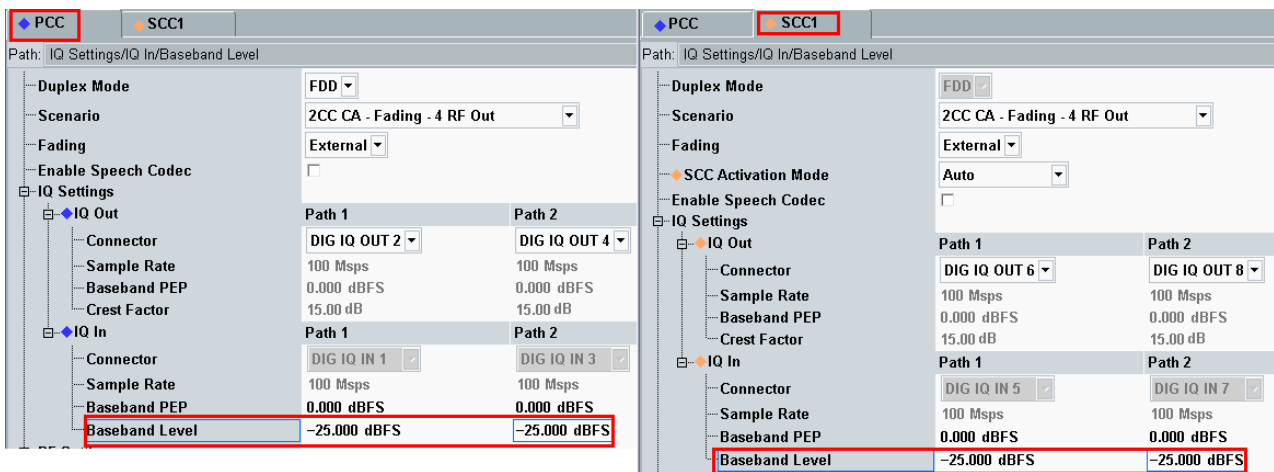 PCC SCC1
Path: IQ Settings/IQ In/Baseband Level
Duplex Mode FDD
Scenario 2CC CA - Fading - 4 RF Out
Fading External
Enable Speech Codec
IQ Settings
IQ Out Path 1 Path 2
Connector DIG IQ OUT 2 DIG IQ OUT 4
Sample Rate 100 Msps 100 Msps
Baseband PEP 0.000 dBFS 0.000 dBFS
Crest Factor 15.00 dB 15.00 dB
IQ In Path 1 Path 2
Connector DIG IQ IN 1 DIG IQ IN 3
Sample Rate 100 Msps 100 Msps
Baseband PEP 0.000 dBFS 0.000 dBFS
Baseband Level -25.000 dBFS -25.000 dBFS
PCC SCC1
Path: IQ Settings/IQ In/Baseband Level
Duplex Mode FDD
Scenario 2CC CA - Fading - 4 RF Out
Fading External
SCC Activation Mode Auto
Enable Speech Codec
IQ Settings
IQ Out Path 1 Path 2
Connector DIG IQ OUT 6 DIG IQ OUT 8
Sample Rate 100 Msps 100 Msps
Baseband PEP 0.000 dBFS 0.000 dBFS
Crest Factor 15.00 dB 15.00 dB
IQ In Path 1 Path 2
Connector DIG IQ IN 5 DIG IQ IN 7
Sample Rate 100 Msps 100 Msps
Baseband PEP 0.000 dBFS 0.000 dBFS
Baseband Level -25.000 dBFS -25.000 dBFS